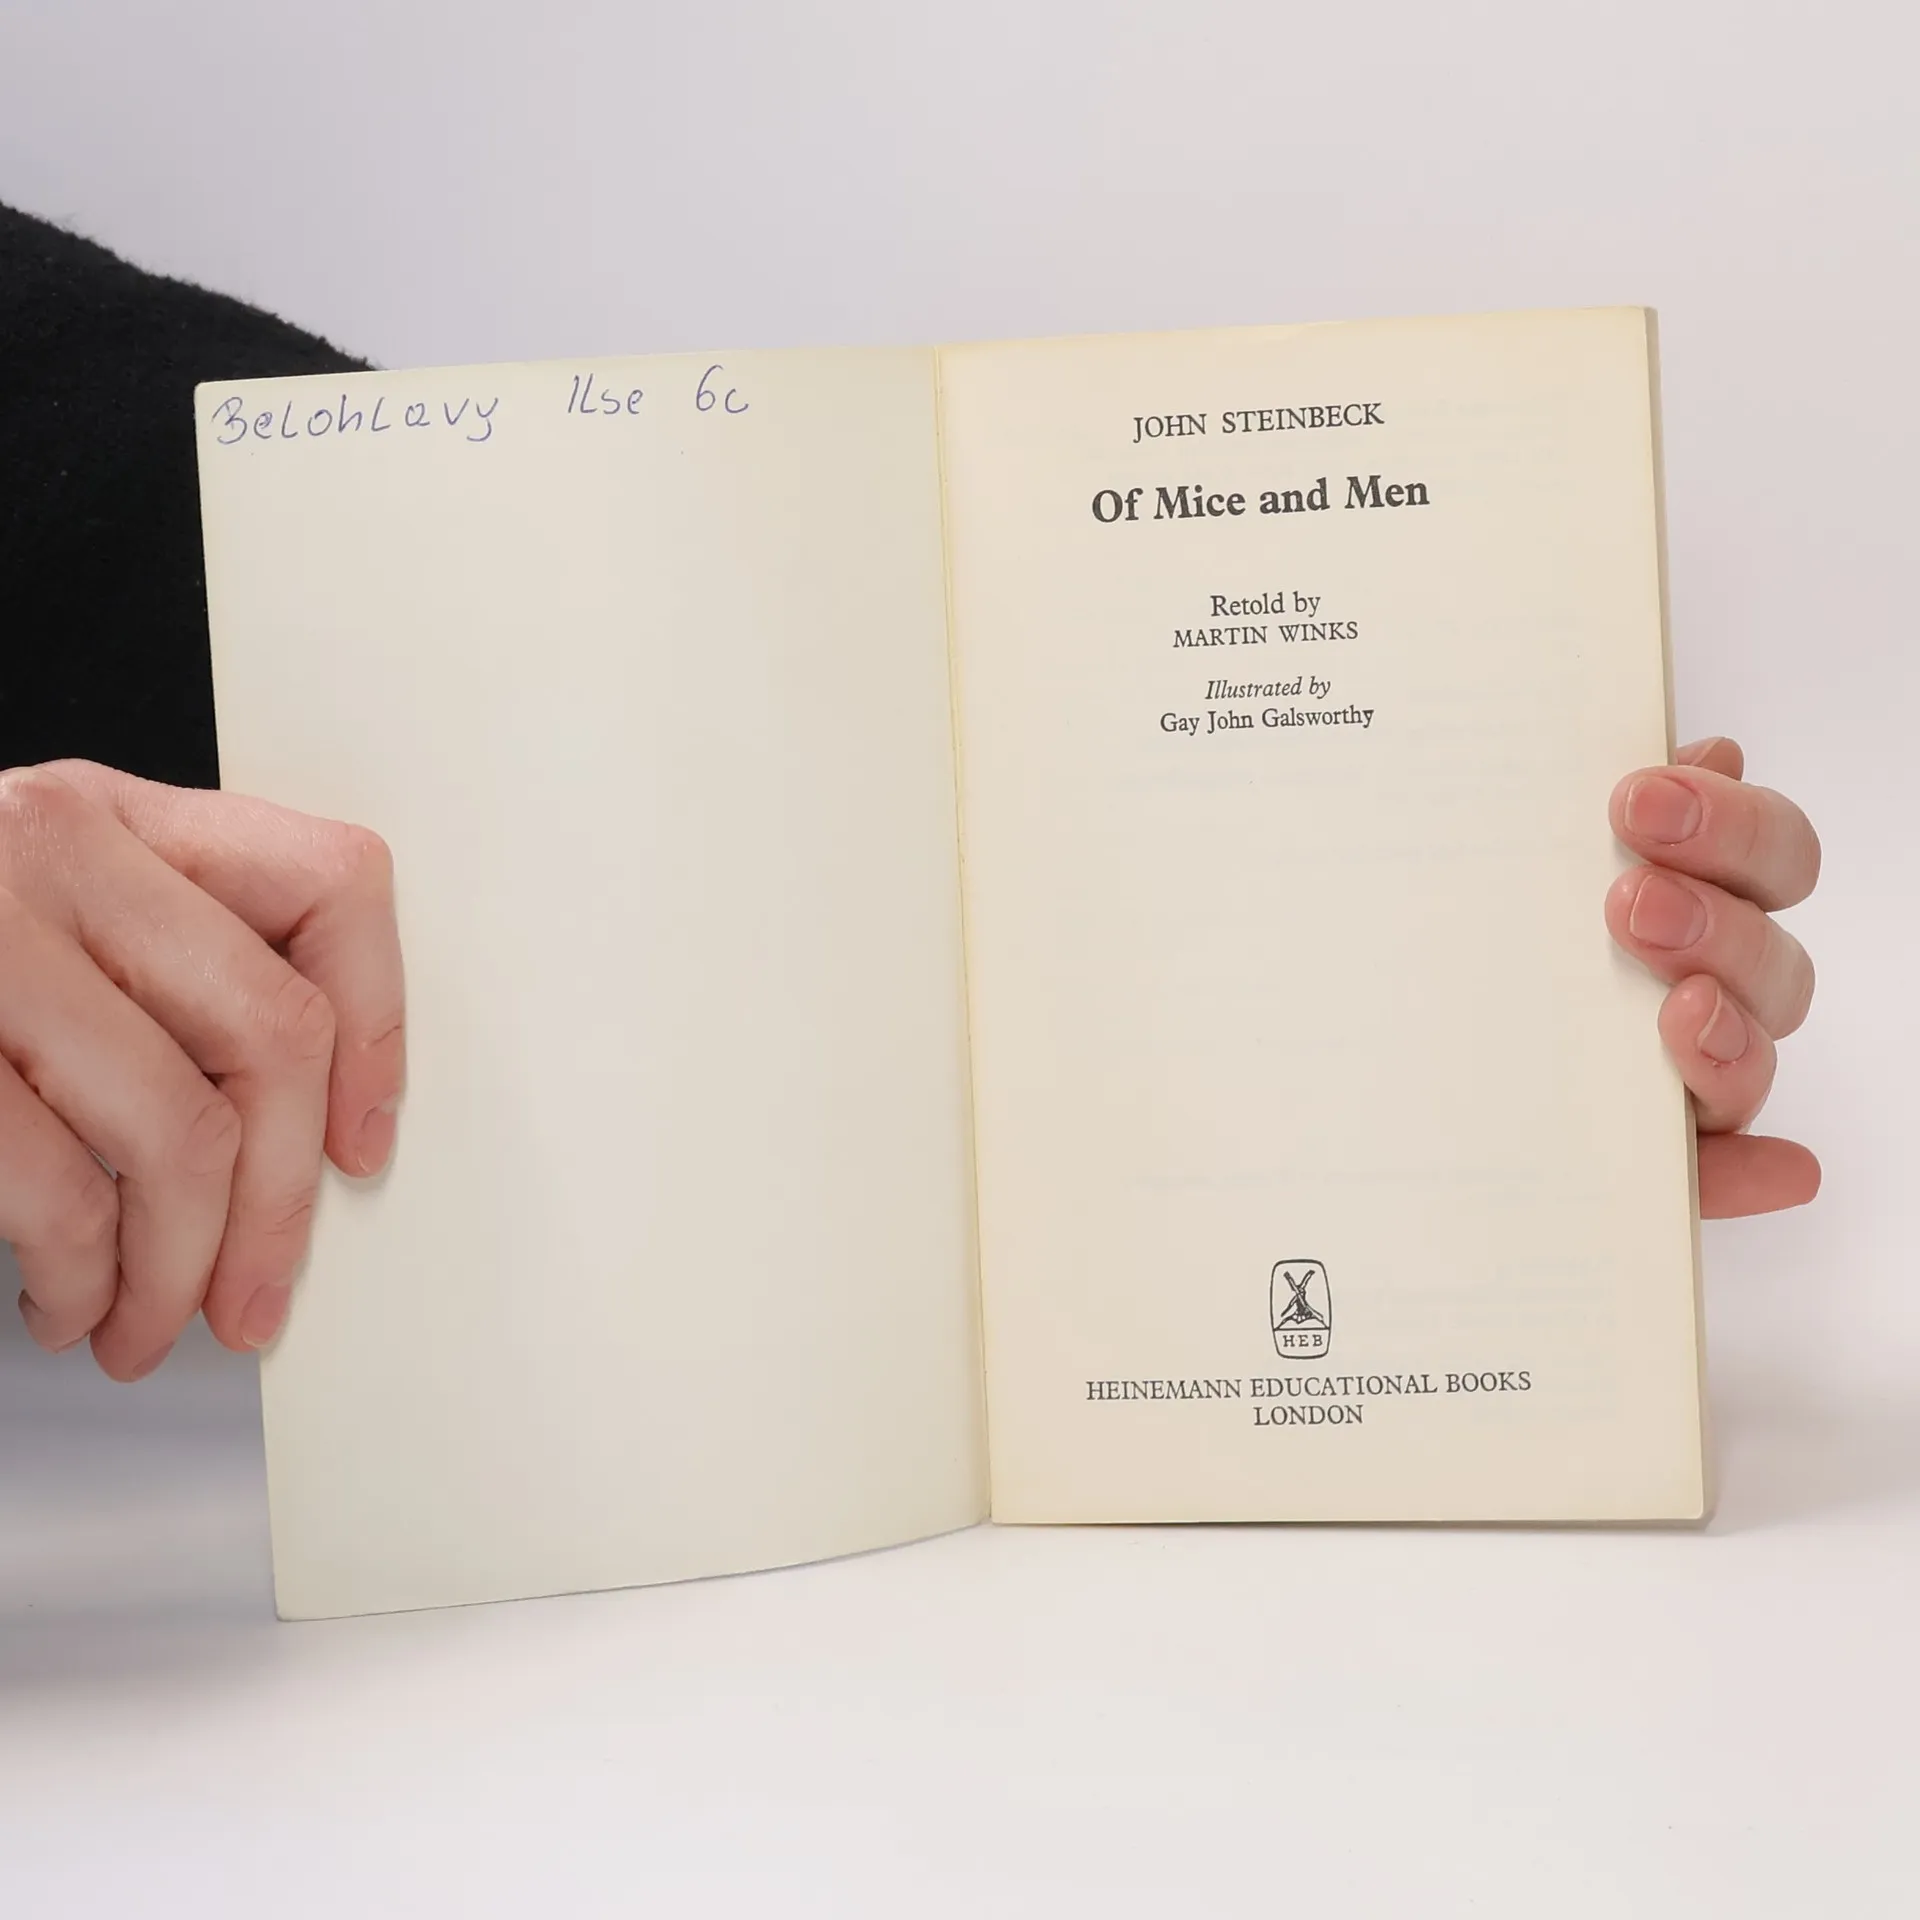 Belohlavy Ilse 6c
JOHN STEINBECK
Of Mice and Men
Retold by
MARTIN WINKS
Illustrated by
Gay John Galsworthy
HEB
HEINEMANN EDUCATIONAL BOOKS
LONDON